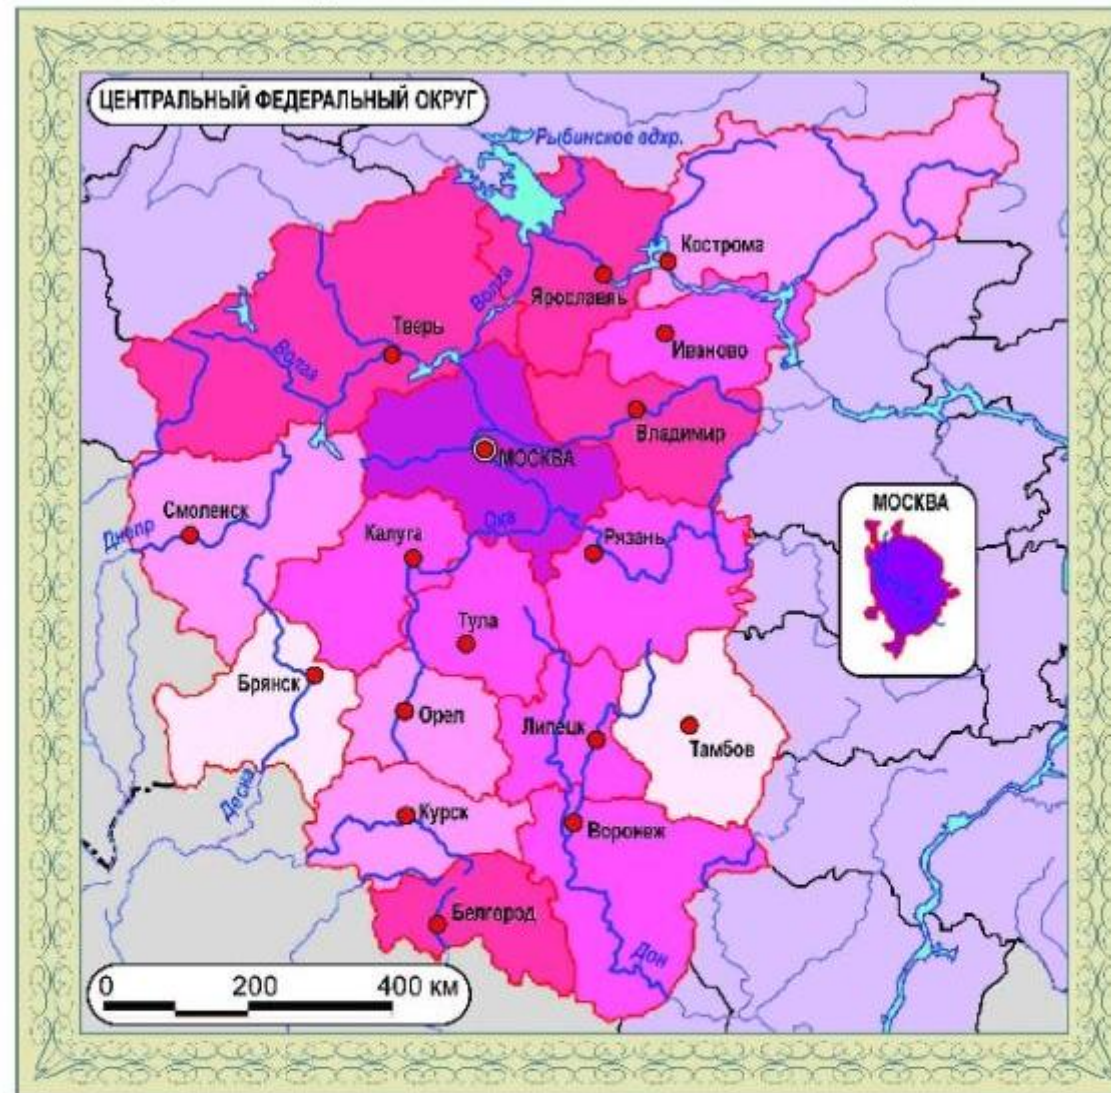 ЦЕНТРАЛЬНЫЙ ФЕДЕРАЛЬНЫЙ ОКРУГ
Рыбинское вдхр.
Кострома
Волга
Ярославль
Тверь
Иваново
Волга
Владимир
МОСКВА
МОСКВА
Смоленск
Днепр
Калуга
Ока
Рязань
Тула
Брянск
Орел
Липецк
Тамбов
Десна
Курск
Воронеж
Белгород
Дон
0 200 400 км